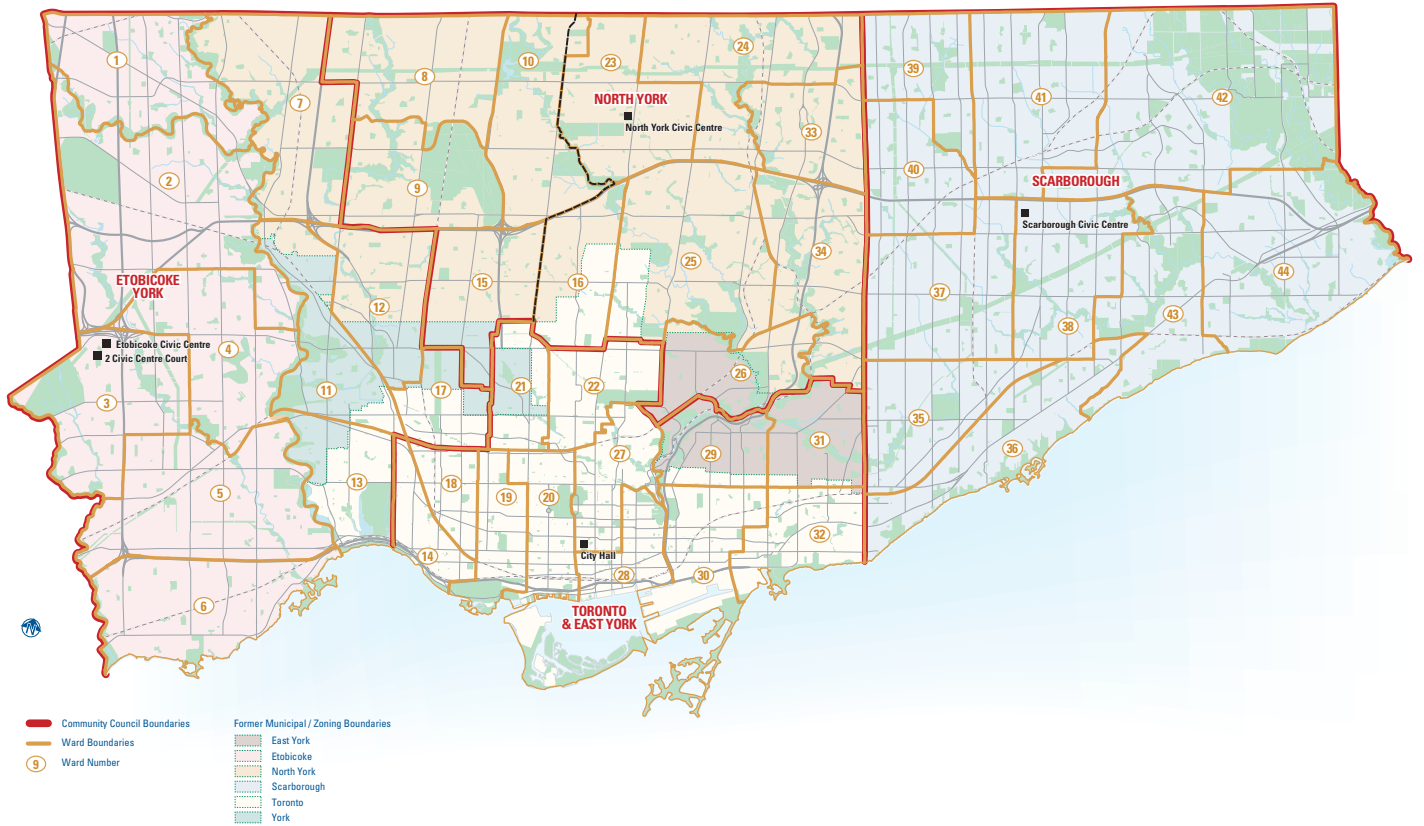 1
8
10
23
24
39
41
42
7
NORTH YORK
North York Civic Centre
33
2
9
40
SCARBOROUGH
Scarborough Civic Centre
ETOBICOKE
YORK
15
16
25
34
44
12
37
38
43
Etobicoke Civic Centre
2 Civic Centre Court
4
3
11
17
21
22
26
35
36
5
13
18
19
20
27
29
31
14
City Hall
28
30
32
6
TORONTO
& EAST YORK
N
Community Council Boundaries
Ward Boundaries
9
Ward Number
Former Municipal / Zoning Boundaries
East York
Etobicoke
North York
Scarborough
Toronto
York